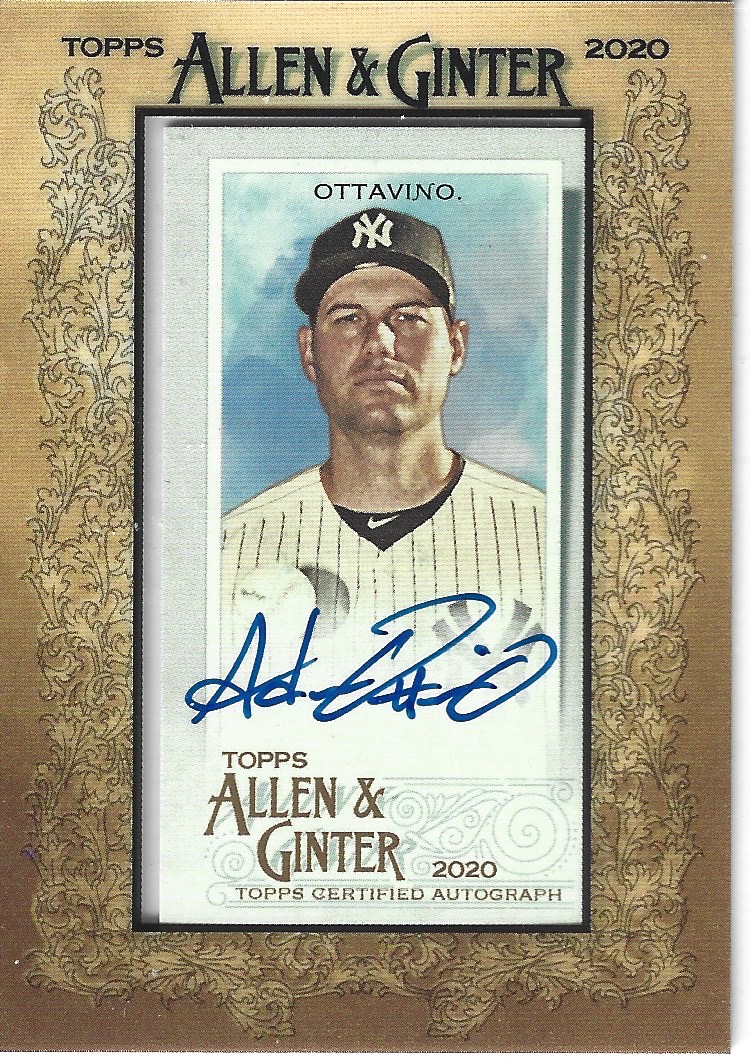 TOPPS ALLEN & GINTER 2020
OTTAVINO.
NY
TOPPS
ALLEN &
GINTER 2020
TOPPS CERTIFIED AUTOGRAPH